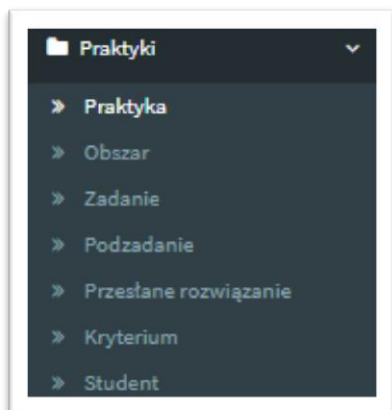 Praktyki
Praktyka
Obszar
Zadanie
Podzadanie
Przesłane rozwiązanie
Kryterium
Student